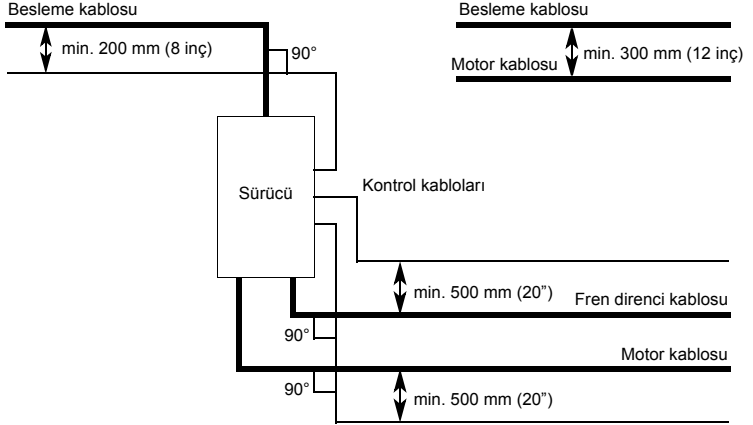 Besleme kablosu
min. 200 mm (8 inç)
90°
Besleme kablosu
min. 300 mm (12 inç)
Motor kablosu
Sürücü
Kontrol kabloları
min. 500 mm (20”)
Fren direnci kablosu
90°
Motor kablosu
90°
min. 500 mm (20”)